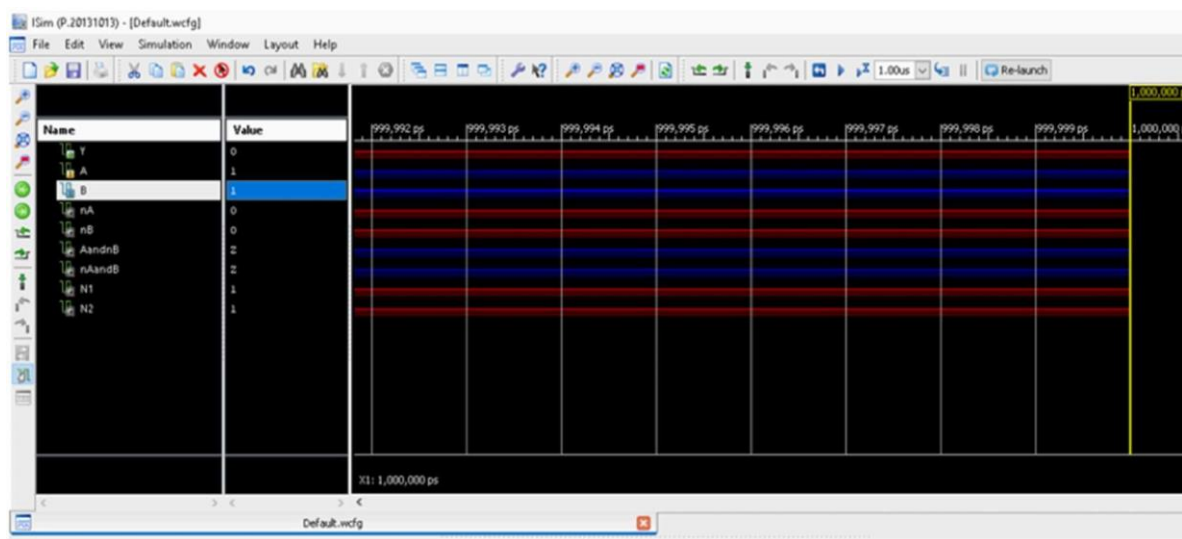 ISim (P.20131013) - [Default.wcfg]
File Edit View Simulation Window Layout Help
1.00us Re-launch
1,000,000
Name Value 999,992 ps 999,993 ps 999,994 ps 999,995 ps 999,996 ps 999,997 ps 999,998 ps 999,999 ps 1,000,000
Y 0
A 1
B 1
nA 0
nB 0
AandnB Z
nAandB Z
N1 1
N2 1
X1: 1,000,000 ps
Default.wcfg